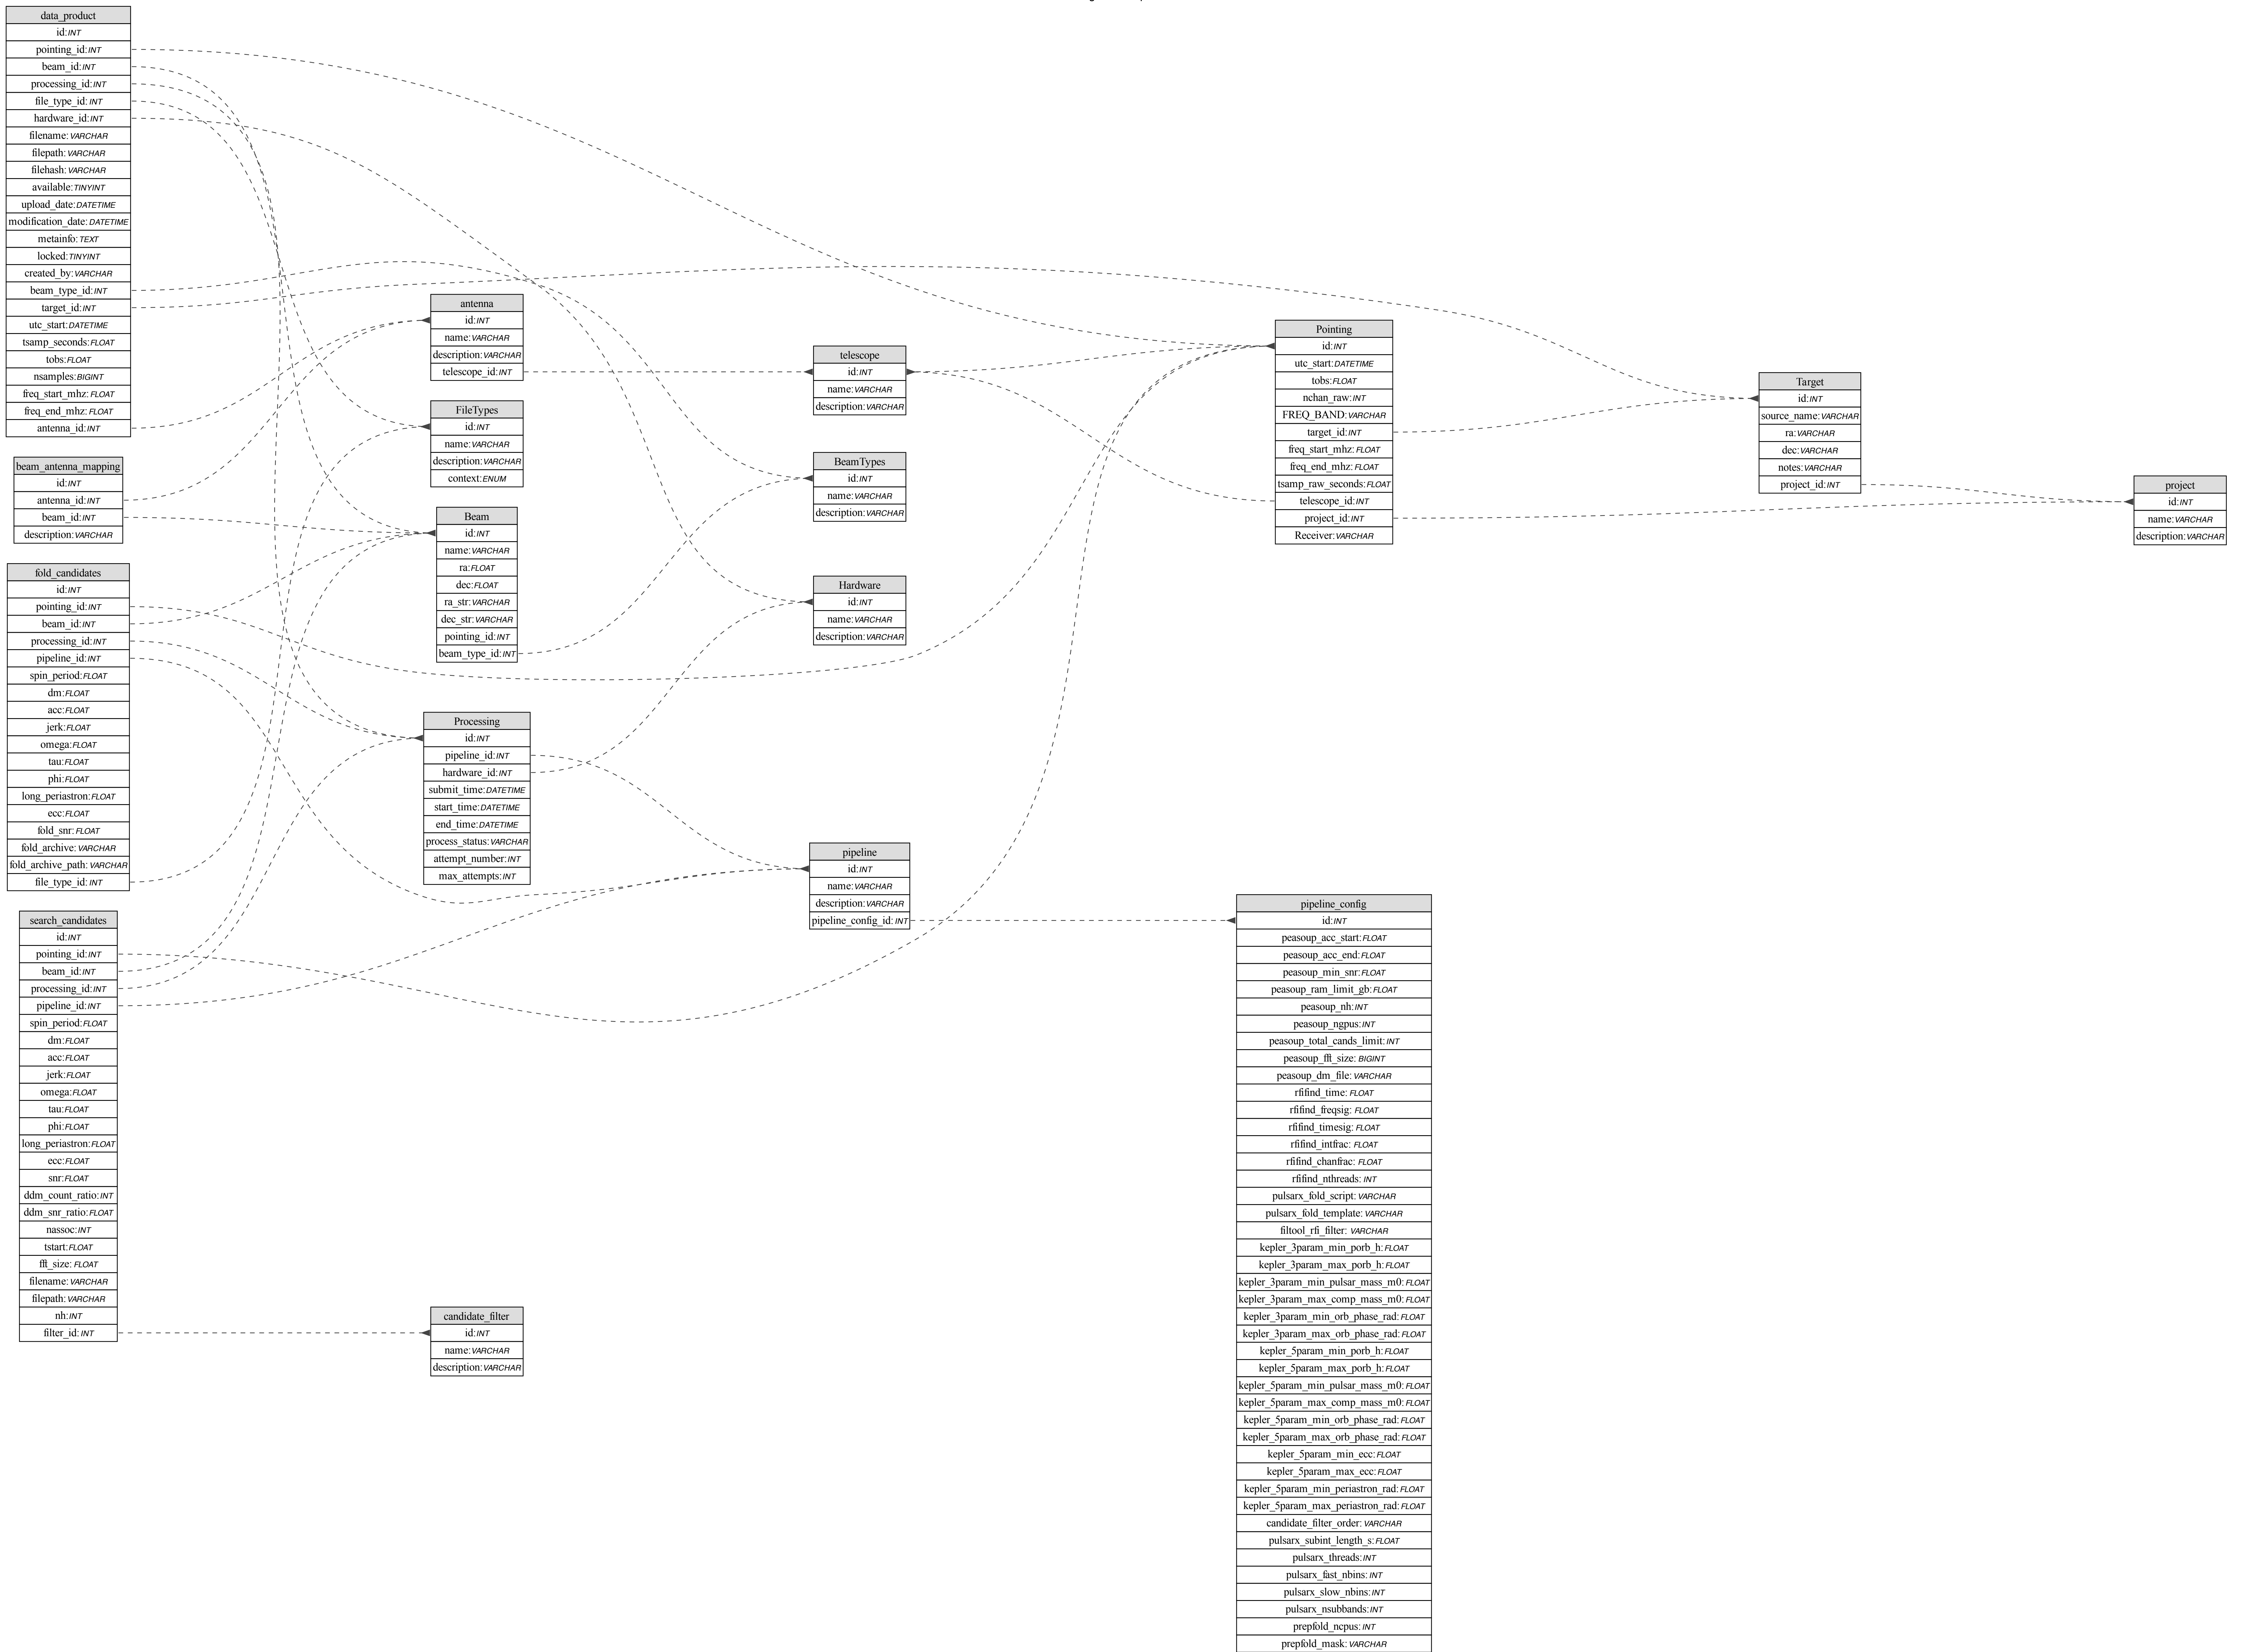 data_product
id:INT
pointing_id:INT
beam_id:INT
processing_id:INT
file_type_id:INT
hardware_id:INT
filename:VARCHAR
filepath:VARCHAR
filehash:VARCHAR
available:TINYINT
upload_date:DATETIME
modification_date:DATETIME
metainfo:TEXT
locked:TINYINT
created_by:VARCHAR
beam_type_id:INT
target_id:INT
utc_start:DATETIME
tsamp_seconds:FLOAT
tobs:FLOAT
nsamples:BIGINT
freq_start_mhz:FLOAT
freq_end_mhz:FLOAT
antenna_id:INT
beam_antenna_mapping
id:INT
antenna_id:INT
beam_id:INT
description:VARCHAR
fold_candidates
id:INT
pointing_id:INT
beam_id:INT
processing_id:INT
pipeline_id:INT
spin_period:FLOAT
dm:FLOAT
acc:FLOAT
jerk:FLOAT
omega:FLOAT
tau:FLOAT
phi:FLOAT
long_periastron:FLOAT
ecc:FLOAT
fold_snr:FLOAT
fold_archive:VARCHAR
fold_archive_path:VARCHAR
file_type_id:INT
search_candidates
id:INT
pointing_id:INT
beam_id:INT
processing_id:INT
pipeline_id:INT
spin_period:FLOAT
dm:FLOAT
acc:FLOAT
jerk:FLOAT
omega:FLOAT
tau:FLOAT
phi:FLOAT
long_periastron:FLOAT
ecc:FLOAT
snr:FLOAT
ddm_count_ratio:INT
ddm_snr_ratio:FLOAT
nassoc:INT
tstart:FLOAT
fft_size:FLOAT
filename:VARCHAR
filepath:VARCHAR
nh:INT
filter_id:INT
antenna
id:INT
name:VARCHAR
description:VARCHAR
telescope_id:INT
FileTypes
id:INT
name:VARCHAR
description:VARCHAR
context:ENUM
Beam
id:INT
name:VARCHAR
ra:FLOAT
dec:FLOAT
ra_str:VARCHAR
dec_str:VARCHAR
pointing_id:INT
beam_type_id:INT
Processing
id:INT
pipeline_id:INT
hardware_id:INT
submit_time:DATETIME
start_time:DATETIME
end_time:DATETIME
process_status:VARCHAR
attempt_number:INT
max_attempts:INT
candidate_filter
id:INT
name:VARCHAR
description:VARCHAR
telescope
id:INT
name:VARCHAR
description:VARCHAR
BeamTypes
id:INT
name:VARCHAR
description:VARCHAR
Hardware
id:INT
name:VARCHAR
description:VARCHAR
pipeline
id:INT
name:VARCHAR
description:VARCHAR
pipeline_config_id:INT
Pointing
id:INT
utc_start:DATETIME
tobs:FLOAT
nchan_raw:INT
FREQ_BAND:VARCHAR
target_id:INT
freq_start_mhz:FLOAT
freq_end_mhz:FLOAT
tsamp_raw_seconds:FLOAT
telescope_id:INT
project_id:INT
Receiver:VARCHAR
pipeline_config
id:INT
peasoup_acc_start:FLOAT
peasoup_acc_end:FLOAT
peasoup_min_snr:FLOAT
peasoup_ram_limit_gb:FLOAT
peasoup_nh:INT
peasoup_ngpus:INT
peasoup_total_cands_limit:INT
peasoup_fft_size:BIGINT
peasoup_dm_file:VARCHAR
rfifind_time:FLOAT
rfifind_freqsig:FLOAT
rfifind_timesig:FLOAT
rfifind_intfrac:FLOAT
rfifind_chanfrac:FLOAT
rfifind_nthreads:INT
pulsarx_fold_script:VARCHAR
pulsarx_fold_template:VARCHAR
filtool_rfi_filter:VARCHAR
kepler_3param_min_porb_h:FLOAT
kepler_3param_max_porb_h:FLOAT
kepler_3param_min_pulsar_mass_m0:FLOAT
kepler_3param_max_comp_mass_m0:FLOAT
kepler_3param_min_orb_phase_rad:FLOAT
kepler_3param_max_orb_phase_rad:FLOAT
kepler_5param_min_porb_h:FLOAT
kepler_5param_max_porb_h:FLOAT
kepler_5param_min_pulsar_mass_m0:FLOAT
kepler_5param_max_comp_mass_m0:FLOAT
kepler_5param_min_orb_phase_rad:FLOAT
kepler_5param_max_orb_phase_rad:FLOAT
kepler_5param_min_ecc:FLOAT
kepler_5param_max_ecc:FLOAT
kepler_5param_min_periastron_rad:FLOAT
kepler_5param_max_periastron_rad:FLOAT
candidate_filter_order:VARCHAR
pulsarx_subint_length_s:FLOAT
pulsarx_threads:INT
pulsarx_fast_nbins:INT
pulsarx_slow_nbins:INT
pulsarx_nsubbands:INT
prepfold_ncpus:INT
prepfold_mask:VARCHAR
Target
id:INT
source_name:VARCHAR
ra:VARCHAR
dec:VARCHAR
notes:VARCHAR
project_id:INT
project
id:INT
name:VARCHAR
description:VARCHAR